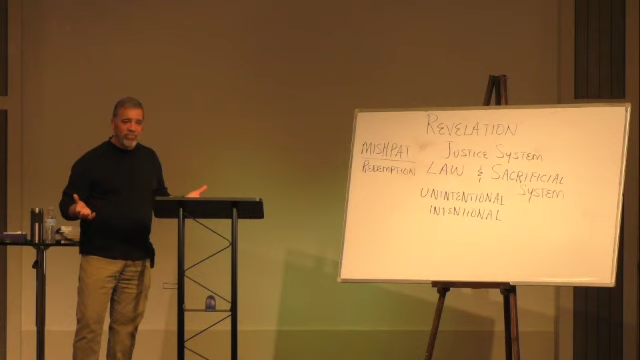 REVELATION
MISHPAT JUSTICE SYSTEM
REDEMPTION LAW & SACRIFICIAL
SYSTEM
UNINTENTIONAL
INTENTIONAL